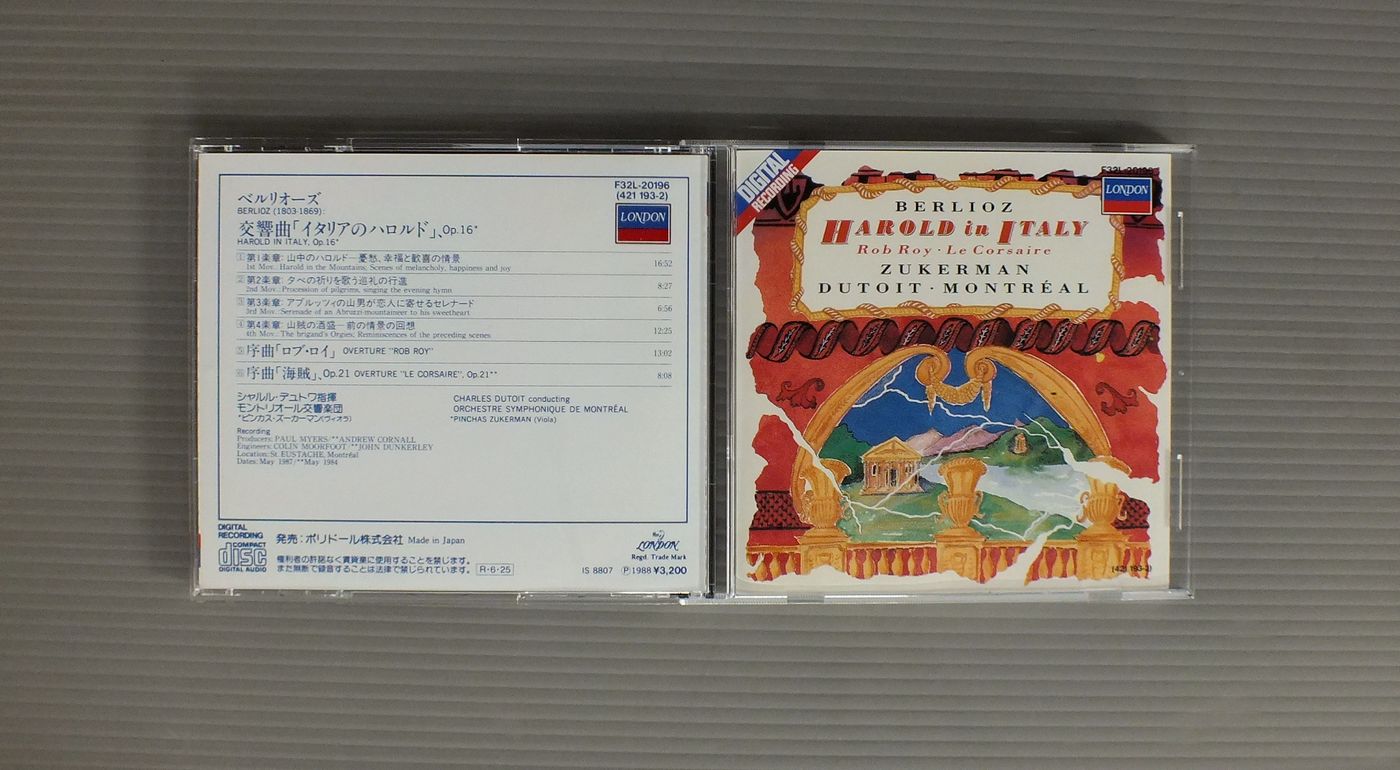 ベルリオーズ
BERLIOZ (1803-1869):
交響曲「イタリアのハロルド」、Op.16*
HAROLD IN ITALY, Op.16*
F32L-20196
(421 193-2)
LONDON
1 第1楽章: 山中のハロルド—憂愁、幸福と歓喜の情景
1st Mov.: Harold in the Mountains; Scenes of melancholy, happiness and joy 16:52
2 第2楽章: 夕べの祈りを歌う巡礼の行進
2nd Mov.: Procession of pilgrims, singing the evening hymn 8:27
3 第3楽章: アブルッツィの山男が恋人に寄せるセレナード
3rd Mov.: Serenade of an Abruzzi-mountaineer to his sweetheart 6:56
4 第4楽章: 山賊の酒盛—前の情景の回想
4th Mov.: The brigand's Orgies; Reminiscences of the preceding scenes 12:25
5 序曲「ロブ・ロイ」 OVERTURE "ROB ROY" 13:02
6 序曲「海賊」、Op.21 OVERTURE "LE CORSAIRE", Op.21** 8:08
シャルル・デュトワ指揮
モントリオール交響楽団
*ピンカス・ズーカーマン(ヴィオラ)
CHARLES DUTOIT conducting
ORCHESTRE SYMPHONIQUE DE MONTRÉAL
*PINCHAS ZUKERMAN (Viola)
Recording
Producers: PAUL MYERS/**ANDREW CORNALL
Engineers: COLIN MOORFOOT/**JOHN DUNKERLEY
Location: St. EUSTACHE, Montréal
Dates: May 1987/**May 1984
DIGITAL
RECORDING
COMPACT
disc
DIGITAL AUDIO
発売: ポリドール株式会社 Made in Japan
権利者の許諾なく賃貸業に使用することを禁じます。
また無断で録音することは法律で禁じられています。
R-6・25
LONDON
Regd. Trade Mark
IS 8807 ℗1988 ¥3,200
DIGITAL
RECORDING
LONDON
BERLIOZ
HAROLD in ITALY
Rob Roy · Le Corsaire
ZUKERMAN
DUTOIT · MONTRÉAL
(421 193-2)